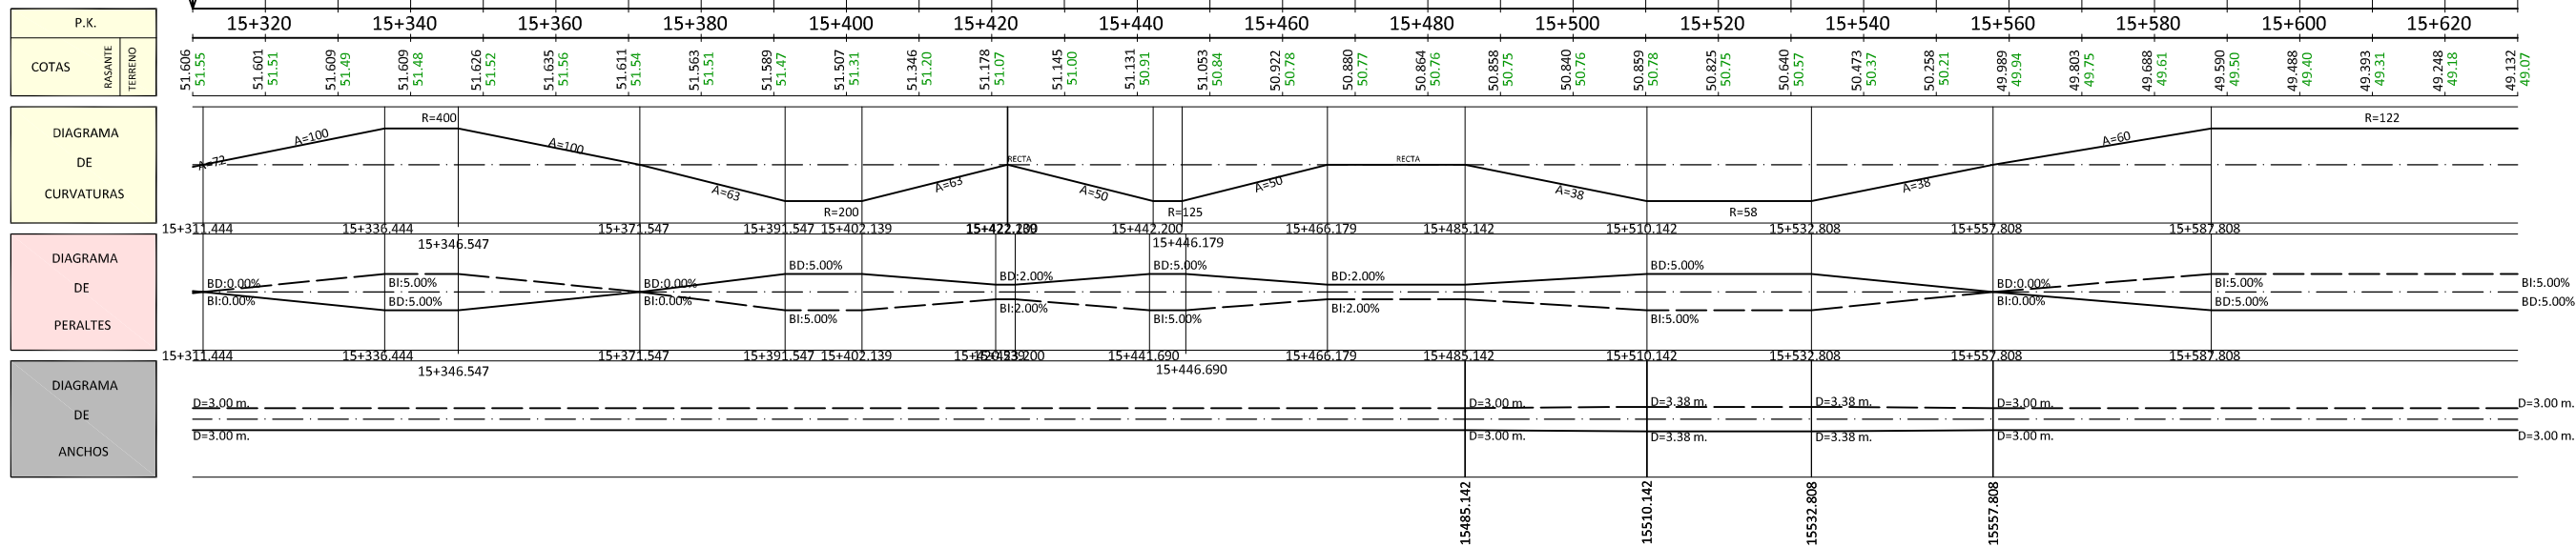 P.K.
15+320 15+340 15+360 15+380 15+400 15+420 15+440 15+460 15+480 15+500 15+520 15+540 15+560 15+580 15+600 15+620
COTAS
RASANTE
TERRENO
51.606 51.601 51.609 51.609 51.626 51.635 51.611 51.563 51.589 51.507 51.346 51.178 51.145 51.131 51.053 50.922 50.880 50.864 50.858 50.840 50.859 50.825 50.640 50.473 50.258 49.989 49.803 49.688 49.590 49.488 49.393 49.248 49.132
51.55 51.51 51.49 51.48 51.52 51.56 51.54 51.51 51.47 51.31 51.20 51.07 51.00 50.91 50.84 50.78 50.77 50.76 50.75 50.76 50.78 50.75 50.57 50.37 50.21 49.94 49.75 49.61 49.50 49.40 49.31 49.18 49.07
DIAGRAMA
DE
CURVATURAS
A=72 A=100 R=400 A=100 A=63 R=200 A=63 RECTA A=50 R=125 A=50 RECTA A=38 R=58 A=38 A=60 R=122
15+311.444 15+336.444 15+371.547 15+391.547 15+402.139 15+442.200 15+466.179 15+485.142 15+510.142 15+532.808 15+557.808 15+587.808
15+346.547 15+446.179
DIAGRAMA
DE
PERALTES
BD:5.00% BD:2.00% BD:5.00% BD:2.00% BD:5.00%
BD:0.00% BI:5.00% BD:0.00% BD:0.00% BI:5.00% BI:5.00%
BI:0.00% BD:5.00% BI:0.00% BI:2.00% BI:2.00% BI:0.00% BD:5.00% BD:5.00%
BI:5.00% BI:5.00% BI:5.00%
15+311.444 15+336.444 15+371.547 15+391.547 15+402.139 15+441.690 15+466.179 15+485.142 15+510.142 15+532.808 15+557.808 15+587.808
15+346.547 15+446.690
DIAGRAMA
DE
ANCHOS
D=3.00 m. D=3.00 m. D=3.38 m. D=3.38 m. D=3.00 m. D=3.00 m.
D=3.00 m. D=3.00 m. D=3.38 m. D=3.38 m. D=3.00 m. D=3.00 m.
15485.142 15510.142 15532.808 15557.808